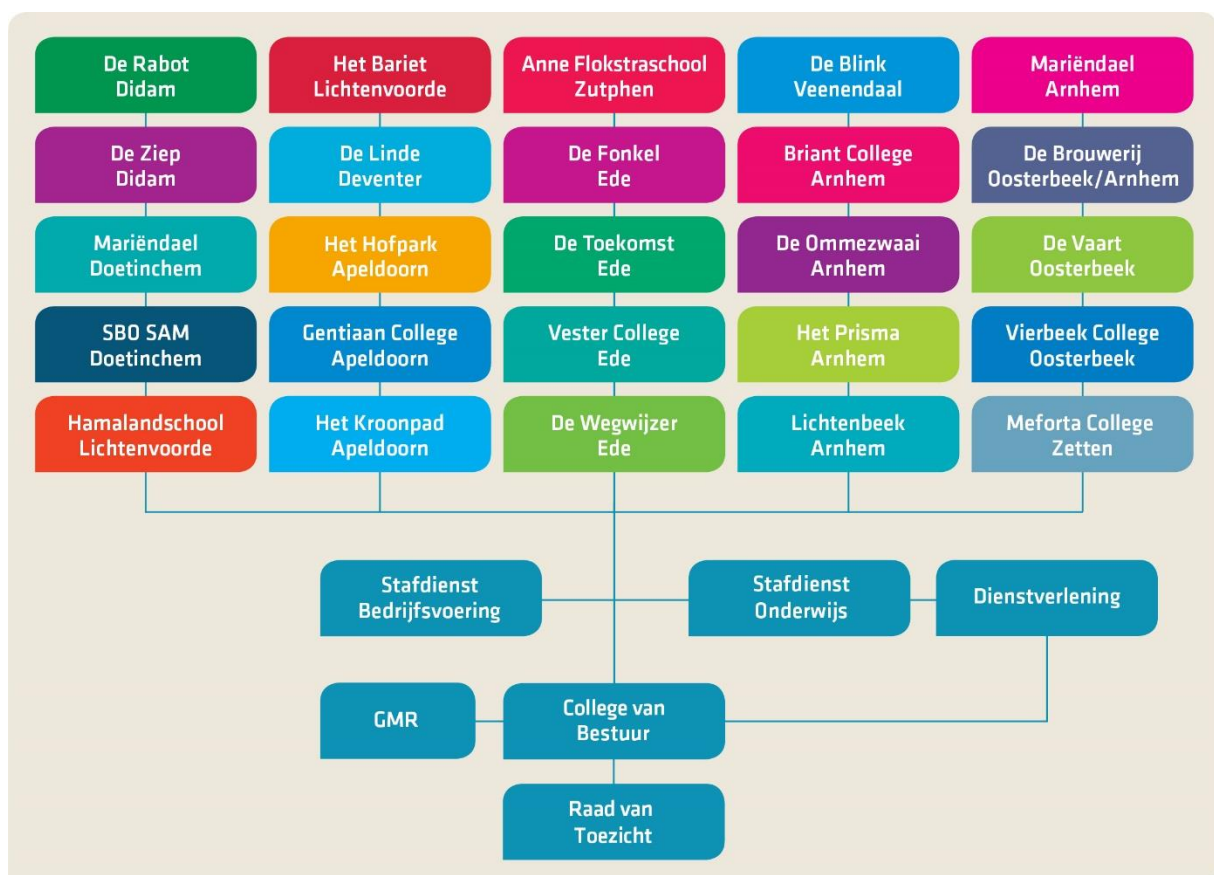 De Rabot
Didam
Het Bariet
Lichtenvoorde
Anne Flokstraschool
Zutphen
De Blink
Veenendaal
Mariëndael
Arnhem
De Ziep
Didam
De Linde
Deventer
De Fonkel
Ede
Briant College
Arnhem
De Brouwerij
Oosterbeek/Arnhem
Mariëndael
Doetinchem
Het Hofpark
Apeldoorn
De Toekomst
Ede
De Ommezwaai
Arnhem
De Vaart
Oosterbeek
SBO SAM
Doetinchem
Gentiaan College
Apeldoorn
Vester College
Ede
Het Prisma
Arnhem
Vierbeek College
Oosterbeek
Hamalandschool
Lichtenvoorde
Het Kroonpad
Apeldoorn
De Wegwijzer
Ede
Lichtenbeek
Arnhem
Meforta College
Zetten
Stafdienst
Bedrijfsvoering
Stafdienst
Onderwijs
Dienstverlening
GMR
College van
Bestuur
Raad van
Toezicht